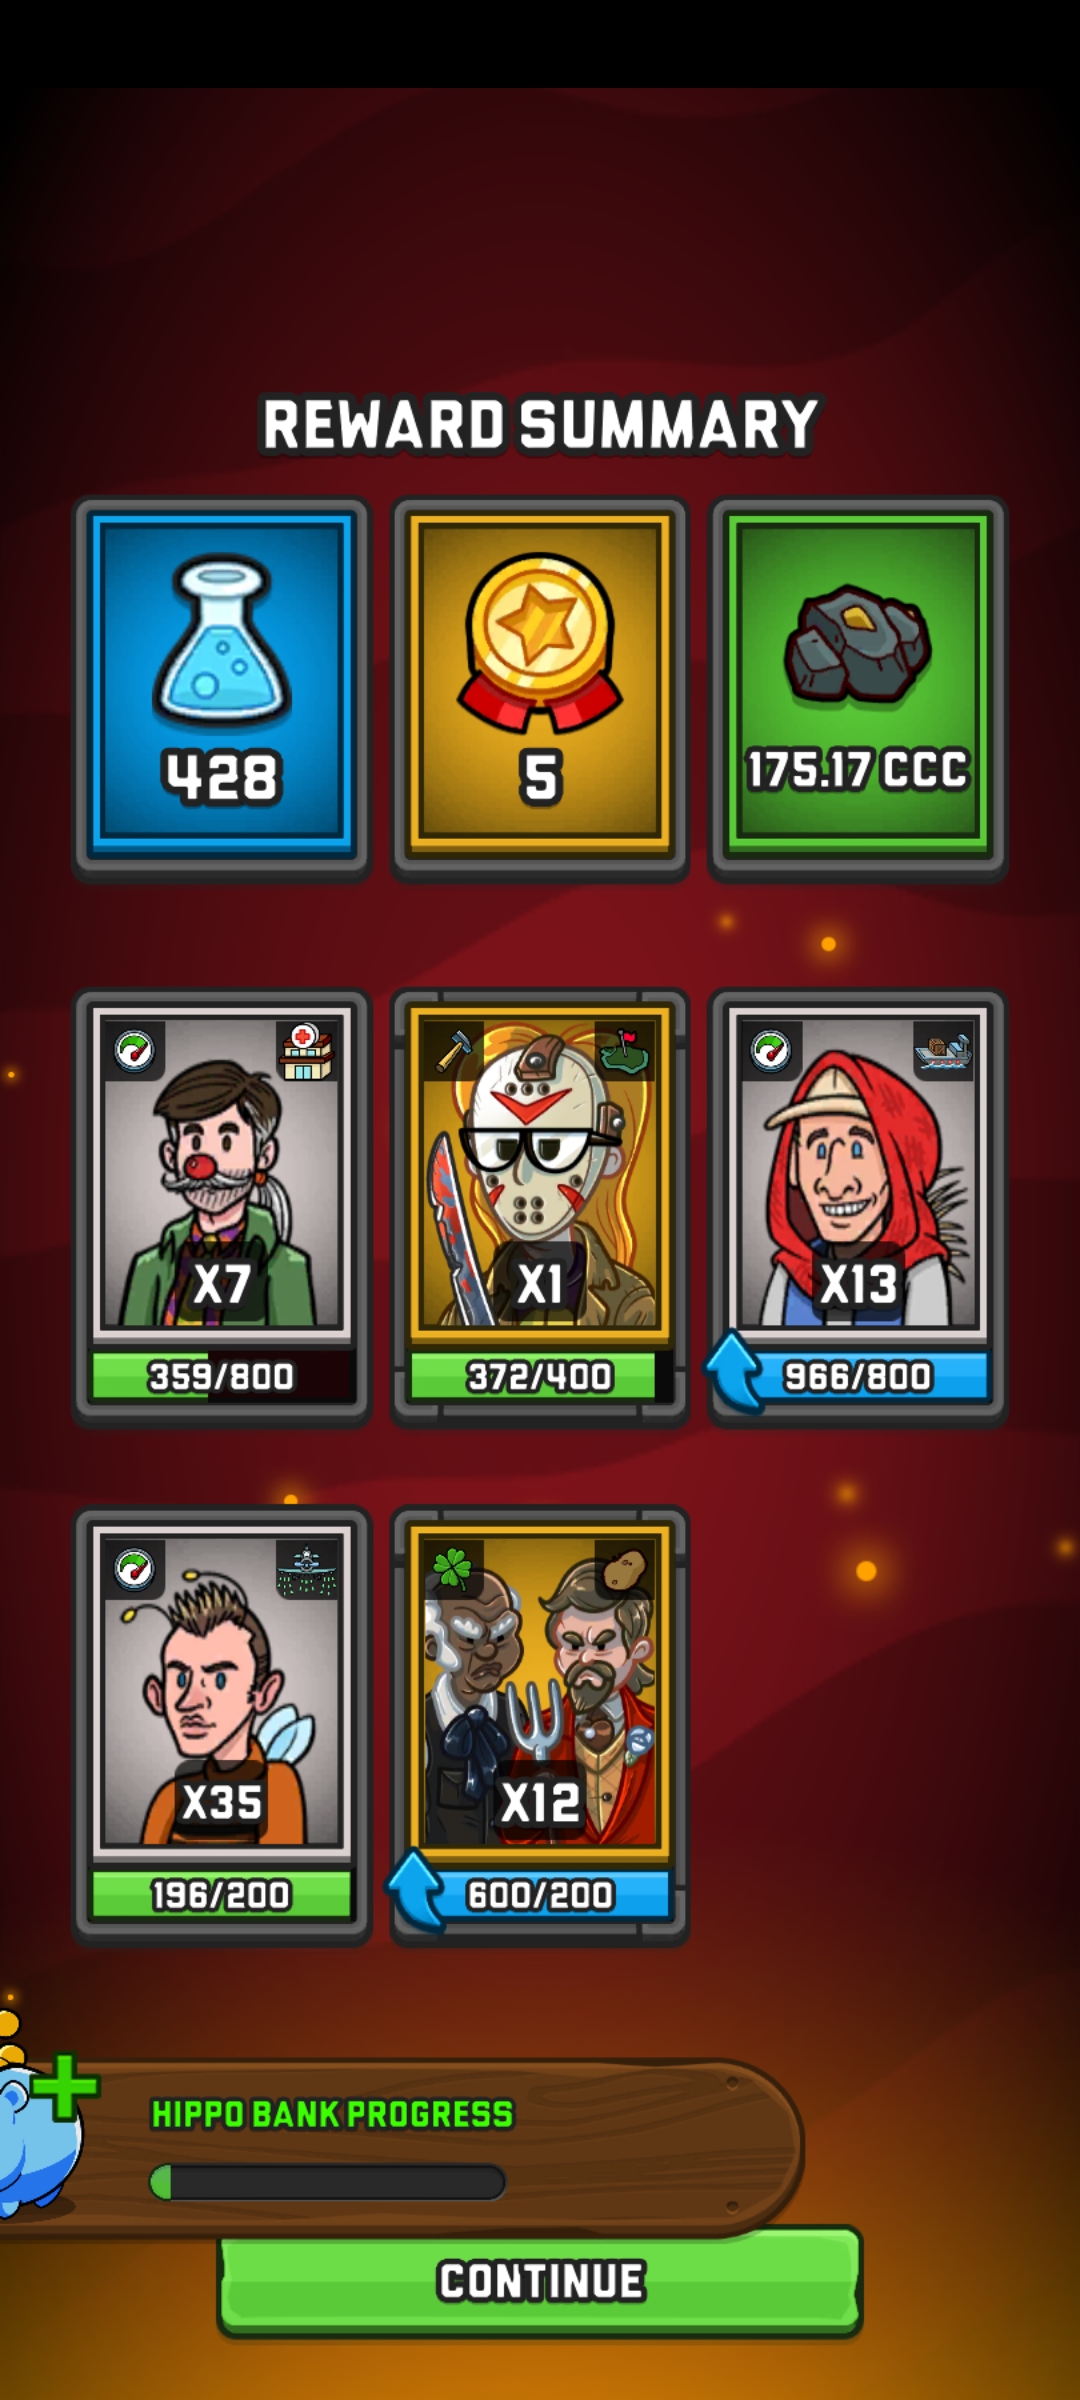 REWARD SUMMARY
428
5
175.17 CCC
X7
X1
X13
359/800
372/400
966/800
X35
X12
196/200
600/200
HIPPO BANK PROGRESS
CONTINUE